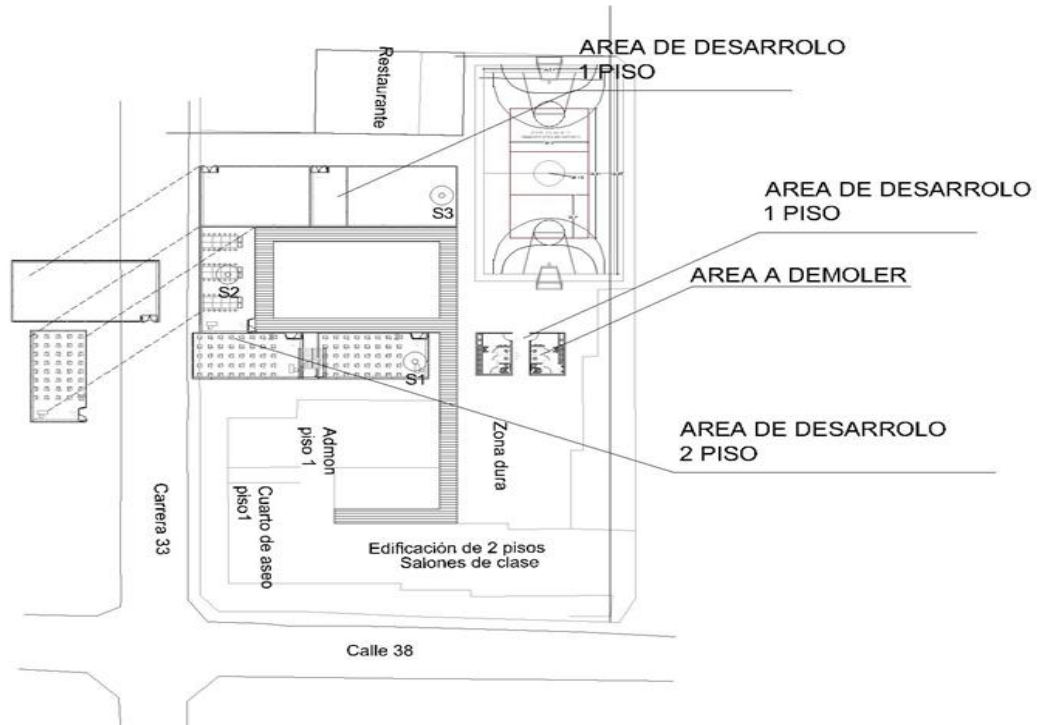 AREA DE DESARROLO
1 PISO
Restaurante
AREA DE DESARROLO
1 PISO
S3
AREA A DEMOLER
S2
S1
AREA DE DESARROLO
2 PISO
Admon
piso 1
Zona dura
Cuarto de aseo
piso1
Carrera 33
Edificación de 2 pisos
Salones de clase
Calle 38